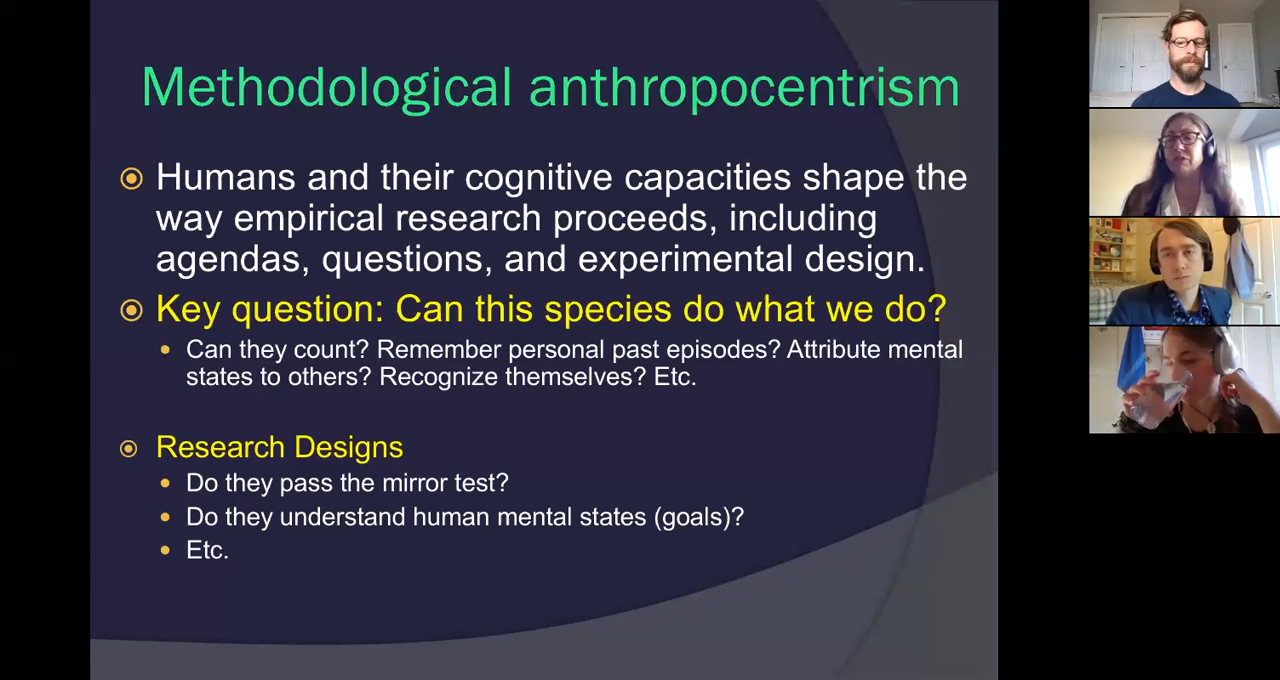 Methodological anthropocentrism
Humans and their cognitive capacities shape the
way empirical research proceeds, including
agendas, questions, and experimental design.
Key question: Can this species do what we do?
Can they count? Remember personal past episodes? Attribute mental
states to others? Recognize themselves? Etc.
Research Designs
Do they pass the mirror test?
Do they understand human mental states (goals)?
Etc.